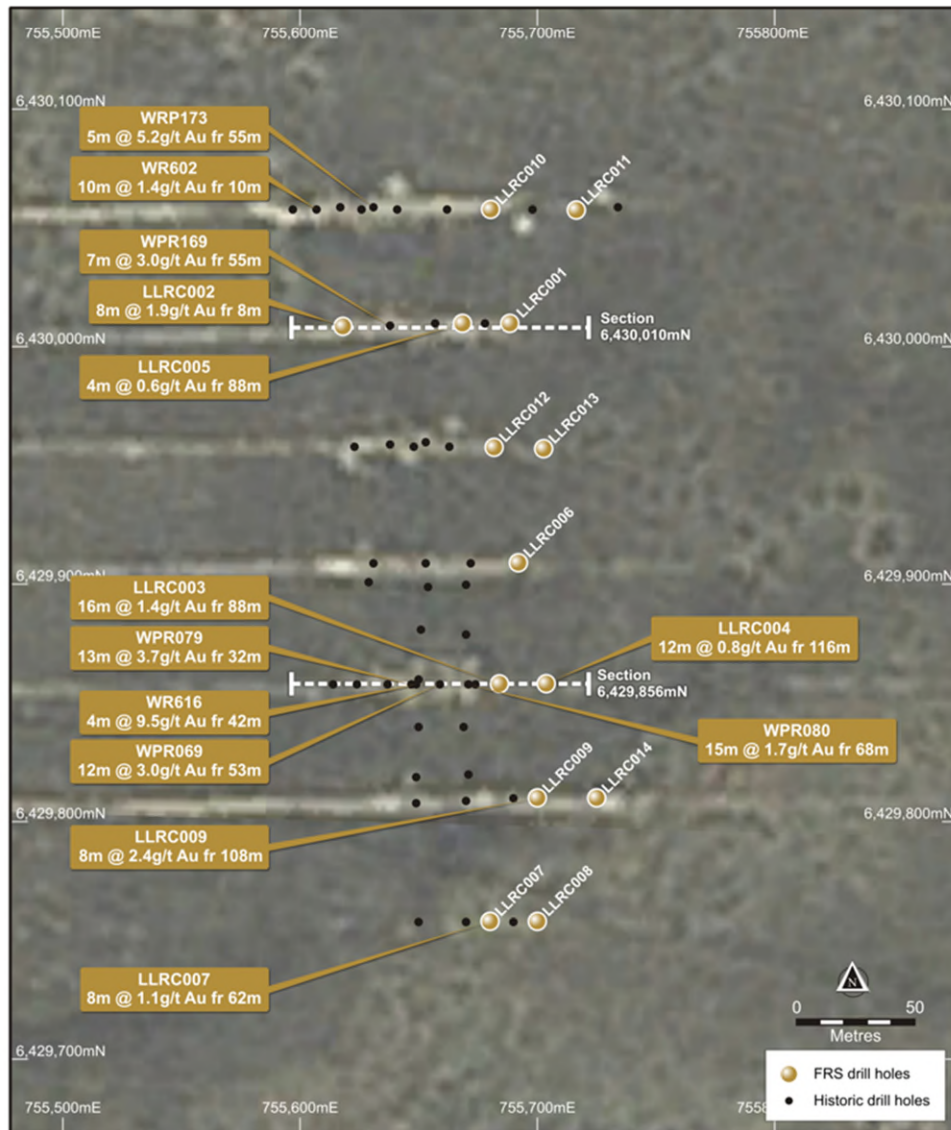 755,500mE
755,600mE
755,700mE
755,800mE
6,430,100mN
6,430,100mN
WRP173
5m @ 5.2g/t Au fr 55m
WR602
10m @ 1.4g/t Au fr 10m
LLRC010
LLRC011
WPR169
7m @ 3.0g/t Au fr 55m
LLRC002
8m @ 1.9g/t Au fr 8m
LLRC001
Section
6,430,010mN
6,430,000mN
6,430,000mN
LLRC005
4m @ 0.6g/t Au fr 88m
LLRC012
LLRC013
LLRC006
6,429,900mN
6,429,900mN
LLRC003
16m @ 1.4g/t Au fr 88m
WPR079
13m @ 3.7g/t Au fr 32m
LLRC004
12m @ 0.8g/t Au fr 116m
Section
6,429,856mN
WR616
4m @ 9.5g/t Au fr 42m
WPR080
15m @ 1.7g/t Au fr 68m
WPR069
12m @ 3.0g/t Au fr 53m
LLRC009
LLRC014
6,429,800mN
6,429,800mN
LLRC009
8m @ 2.4g/t Au fr 108m
LLRC007
LLRC008
LLRC007
8m @ 1.1g/t Au fr 62m
N
0
50
Metres
6,429,700mN
FRS drill holes
Historic drill holes
755,500mE
755,600mE
755,700mE